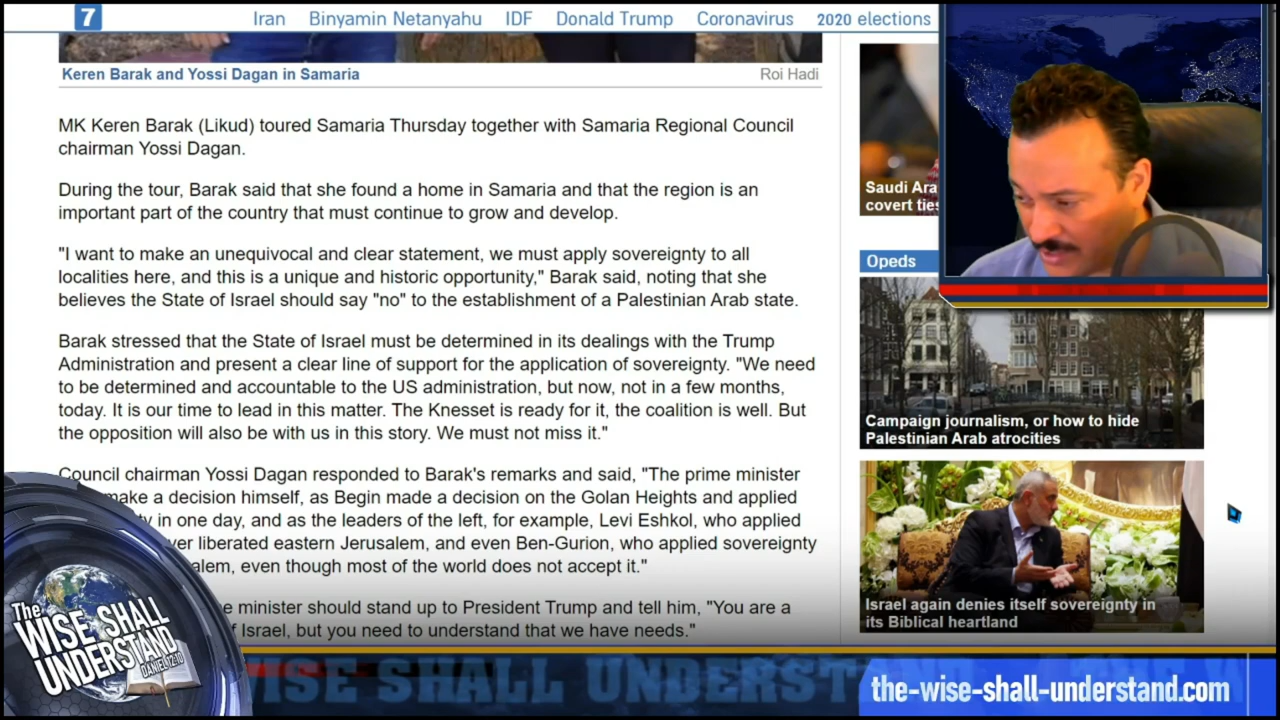 7
Iran Binyamin Netanyahu IDF Donald Trump Coronavirus 2020 elections
Keren Barak and Yossi Dagan in Samaria
Roi Hadi
MK Keren Barak (Likud) toured Samaria Thursday together with Samaria Regional Council
chairman Yossi Dagan.
During the tour, Barak said that she found a home in Samaria and that the region is an
important part of the country that must continue to grow and develop.
"I want to make an unequivocal and clear statement, we must apply sovereignty to all
localities here, and this is a unique and historic opportunity," Barak said, noting that she
believes the State of Israel should say "no" to the establishment of a Palestinian Arab state.
Barak stressed that the State of Israel must be determined in its dealings with the Trump
Administration and present a clear line of support for the application of sovereignty. "We need
to be determined and accountable to the US administration, but now, not in a few months,
today. It is our time to lead in this matter. The Knesset is ready for it, the coalition is well. But
the opposition will also be with us in this story. We must not miss it."
Council chairman Yossi Dagan responded to Barak's remarks and said, "The prime minister
make a decision himself, as Begin made a decision on the Golan Heights and applied
in one day, and as the leaders of the left, for example, Levi Eshkol, who applied
liberated eastern Jerusalem, and even Ben-Gurion, who applied sovereignty
even though most of the world does not accept it."
minister should stand up to President Trump and tell him, "You are a
Israel, but you need to understand that we have needs."
Saudi Ara
covert ties
Opeds
Campaign journalism, or how to hide
Palestinian Arab atrocities
Israel again denies itself sovereignty in
its Biblical heartland
The
WISE SHALL
UNDERSTAND
DANIEL 12:10
WISE SHALL UNDERSTAND
the-wise-shall-understand.com